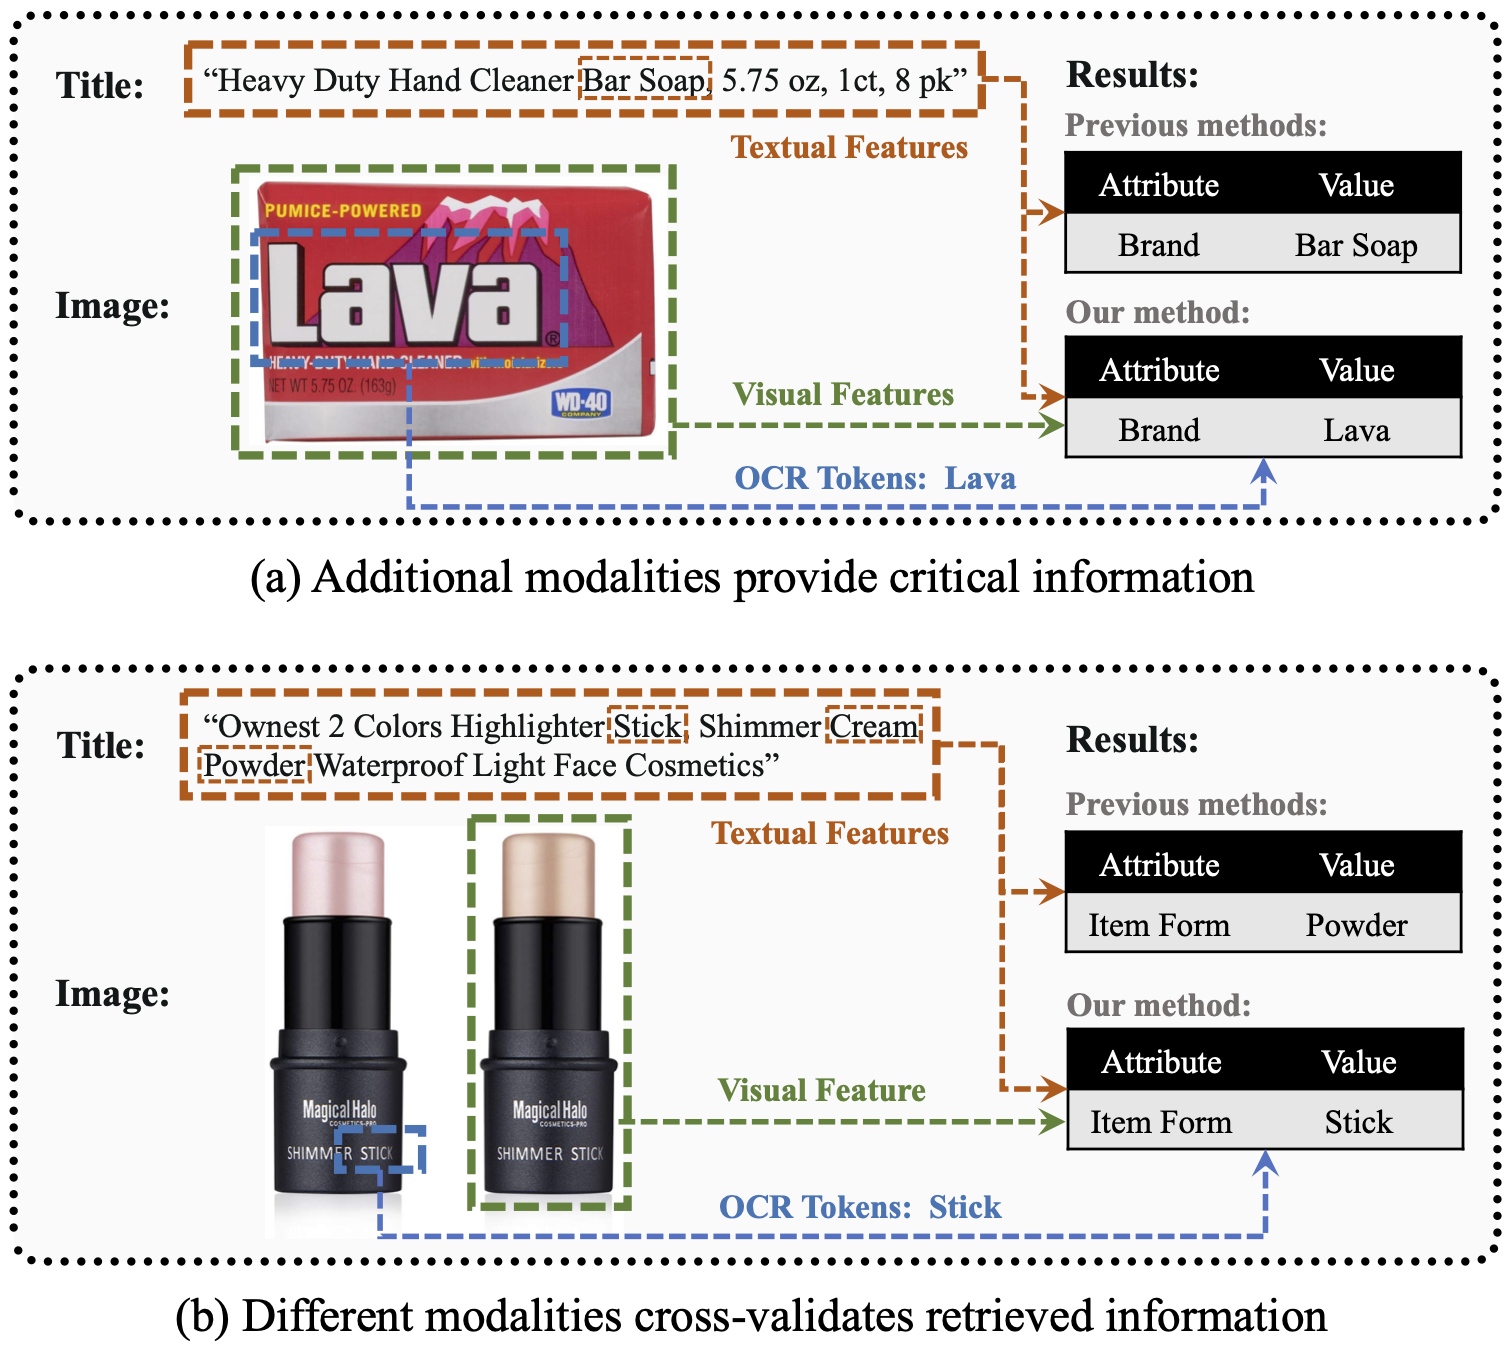 Title:
“Heavy Duty Hand Cleaner Bar Soap, 5.75 oz, 1ct, 8 pk”
Textual Features
Image:
PUMICE-POWERED
Lava®
HEAVY-DUTY HAND CLEANER with moisturizers
NET WT 5.75 OZ. (163g)
WD-40
COMPANY
Visual Features
OCR Tokens: Lava
Results:
Previous methods:
Attribute Value
Brand Bar Soap
Our method:
Attribute Value
Brand Lava
(a) Additional modalities provide critical information
Title:
“Ownest 2 Colors Highlighter Stick, Shimmer Cream
Powder Waterproof Light Face Cosmetics”
Textual Features
Image:
Magical Halo
COSMETICS-PRO
SHIMMER STICK
Magical Halo
COSMETICS-PRO
SHIMMER STICK
Visual Feature
OCR Tokens: Stick
Results:
Previous methods:
Attribute Value
Item Form Powder
Our method:
Attribute Value
Item Form Stick
(b) Different modalities cross-validates retrieved information